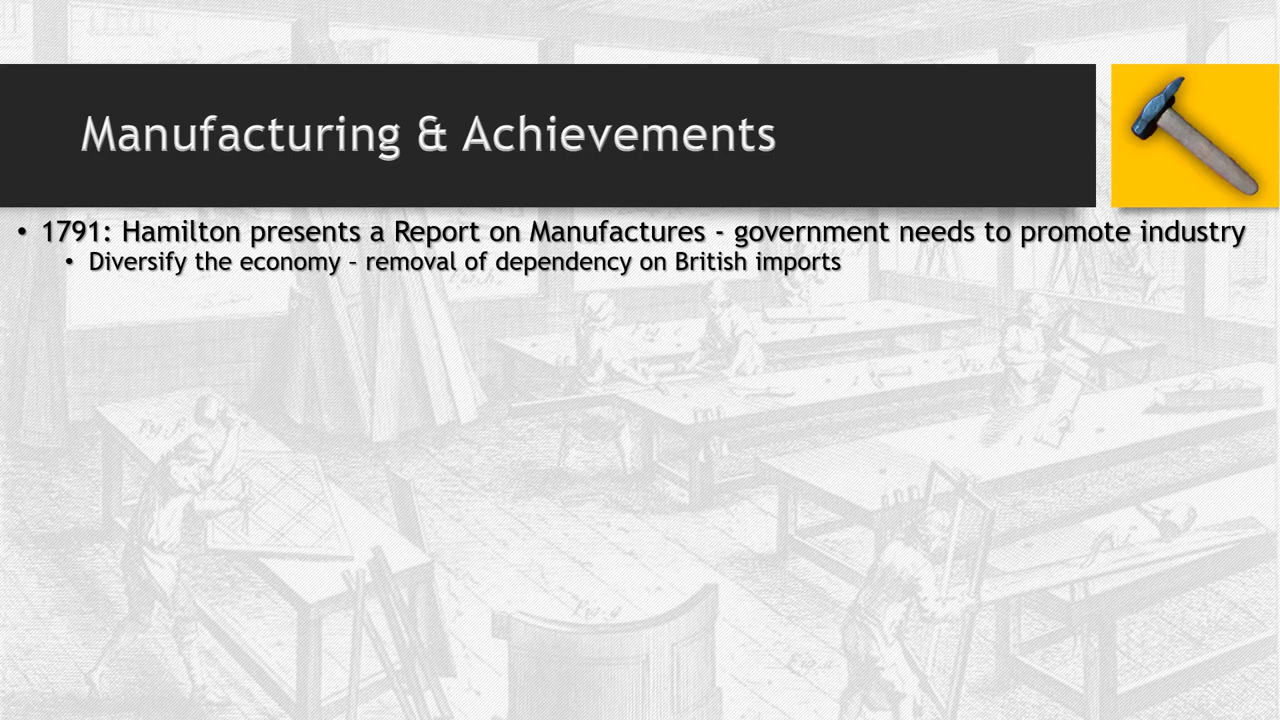 Manufacturing & Achievements
• 1791: Hamilton presents a Report on Manufactures - government needs to promote industry
• Diversify the economy – removal of dependency on British imports